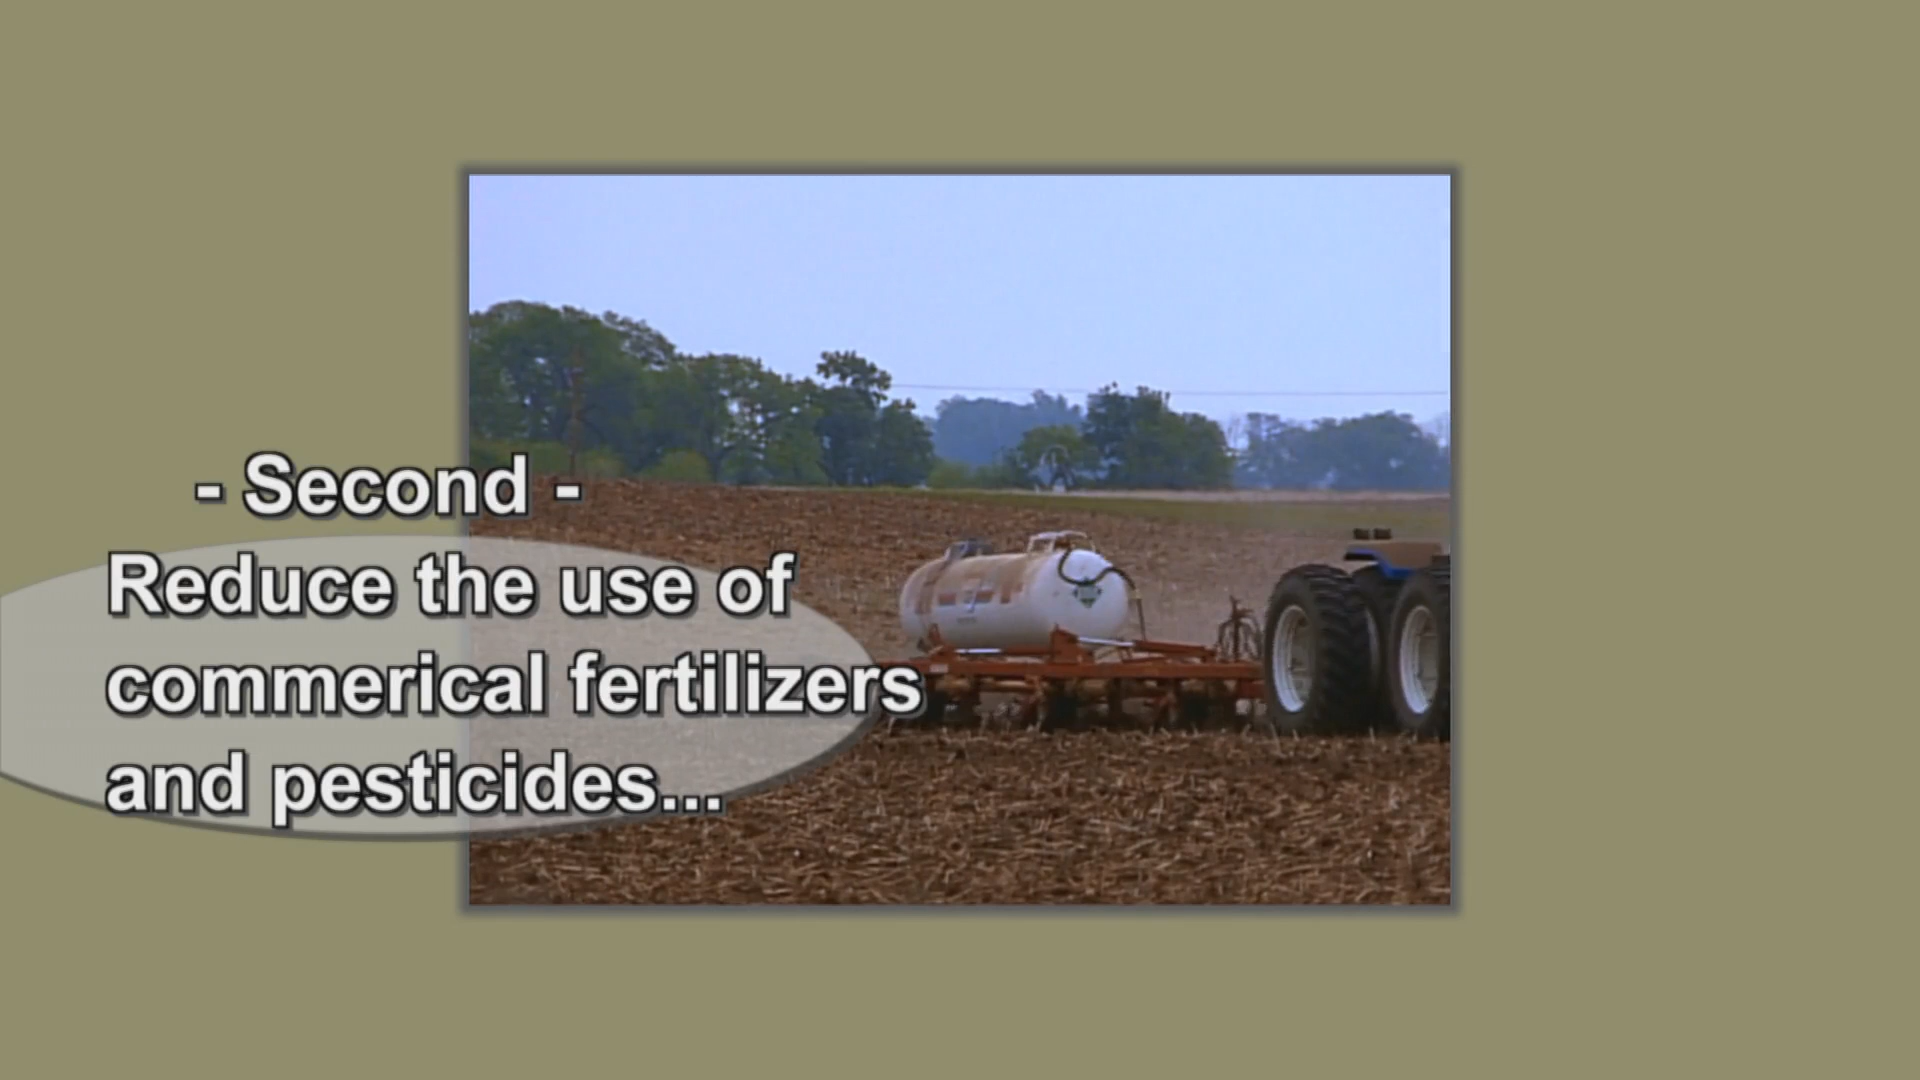 - Second -
Reduce the use of
commerical fertilizers
and pesticides...